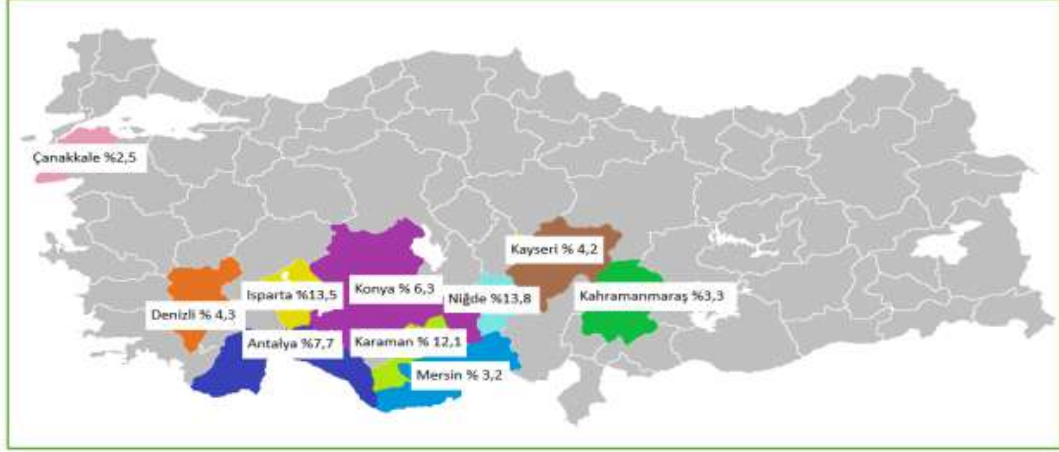 Çanakkale %2,5
Kayseri % 4,2
Isparta %13,5
Konya % 6,3
Niğde %13,8
Kahramanmaraş %3,3
Denizli % 4,3
Antalya %7,7
Karaman % 12,1
Mersin % 3,2